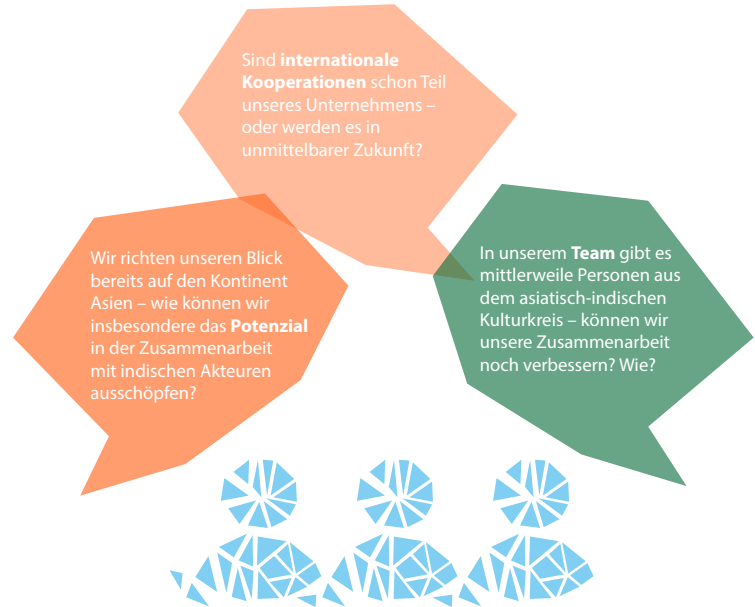 Sind internationale
Kooperationen schon Teil
unseres Unternehmens –
oder werden es in
unmittelbarer Zukunft?
Wir richten unseren Blick
bereits auf den Kontinent
Asien – wie können wir
insbesondere das Potenzial
in der Zusammenarbeit
mit indischen Akteuren
ausschöpfen?
In unserem Team gibt es
mittlerweile Personen aus
dem asiatisch-indischen
Kulturkreis – können wir
unsere Zusammenarbeit
noch verbessern? Wie?